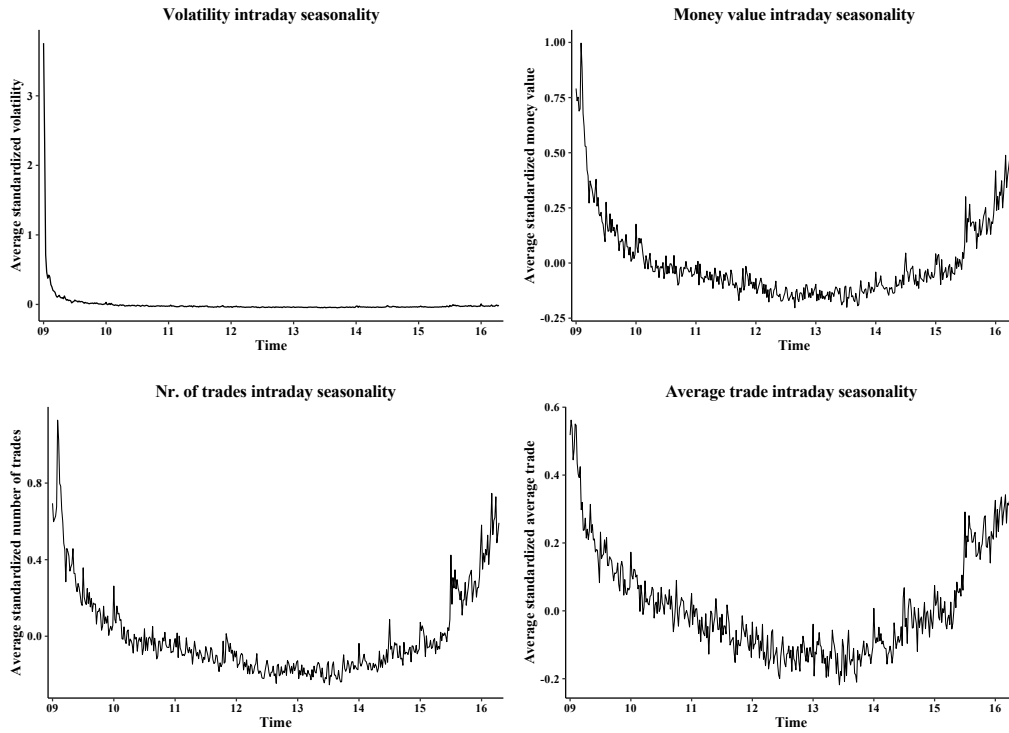 Volatility intraday seasonality
Average standardized volatility
3
2
1
0
09 10 11 12 13 14 15 16
Time
Money value intraday seasonality
Average standardized money value
1.00
0.75
0.50
0.25
0.00
-0.25
09 10 11 12 13 14 15 16
Time
Nr. of trades intraday seasonality
Average standardized number of trades
0.8
0.4
0.0
09 10 11 12 13 14 15 16
Time
Average trade intraday seasonality
Average standardized average trade
0.6
0.4
0.2
0.0
-0.2
09 10 11 12 13 14 15 16
Time